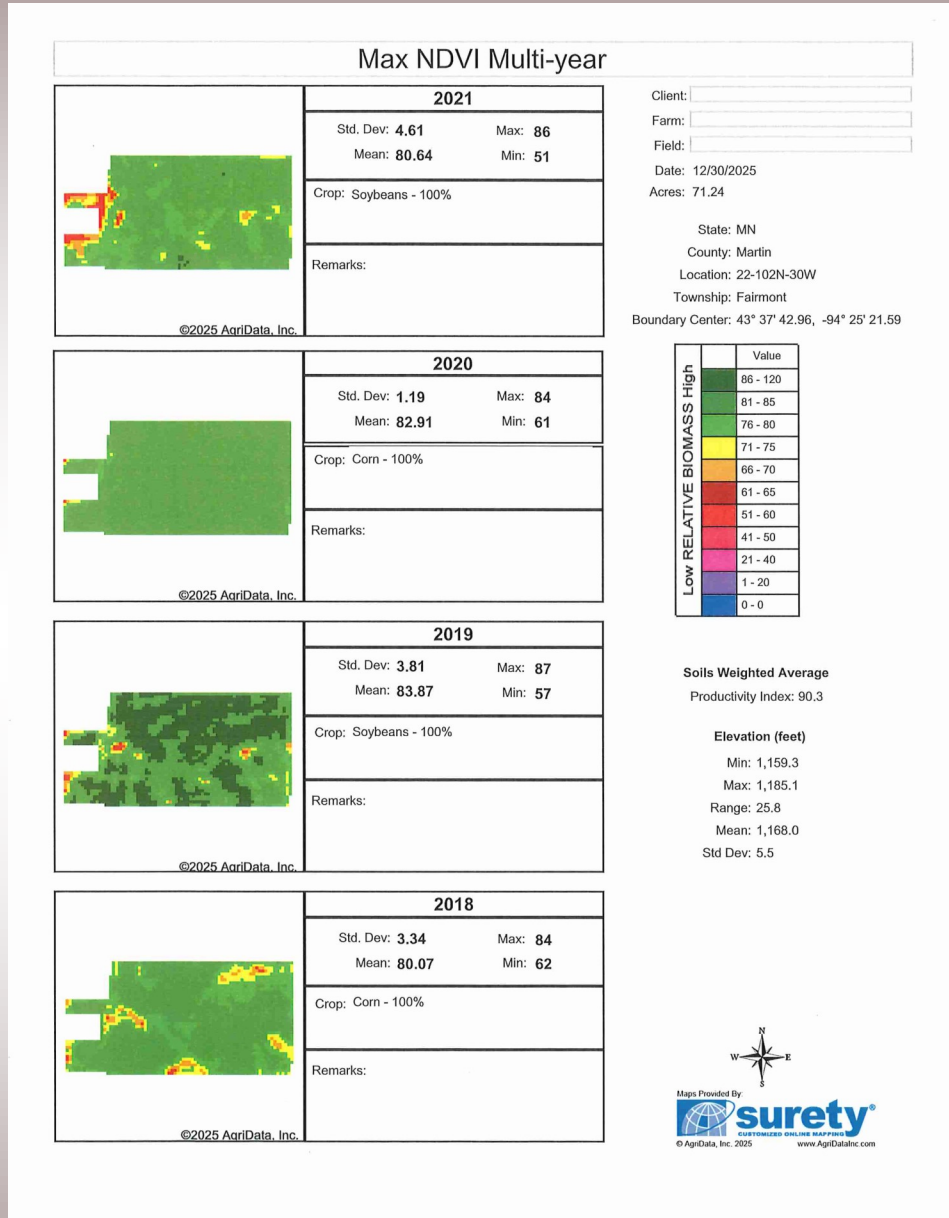 Max NDVI Multi-year
2021
Std. Dev: 4.61 Max: 86
Mean: 80.64 Min: 51
Crop: Soybeans - 100%
Remarks:
©2025 AgriData, Inc.
2020
Std. Dev: 1.19 Max: 84
Mean: 82.91 Min: 61
Crop: Corn - 100%
Remarks:
©2025 AgriData, Inc.
2019
Std. Dev: 3.81 Max: 87
Mean: 83.87 Min: 57
Crop: Soybeans - 100%
Remarks:
©2025 AgriData, Inc.
2018
Std. Dev: 3.34 Max: 84
Mean: 80.07 Min: 62
Crop: Corn - 100%
Remarks:
©2025 AgriData, Inc.
Client:
Farm:
Field:
Date: 12/30/2025
Acres: 71.24
State: MN
County: Martin
Location: 22-102N-30W
Township: Fairmont
Boundary Center: 43° 37' 42.96, -94° 25' 21.59
Low RELATIVE BIOMASS High
Value
86 - 120
81 - 85
76 - 80
71 - 75
66 - 70
61 - 65
51 - 60
41 - 50
21 - 40
1 - 20
0 - 0
Soils Weighted Average
Productivity Index: 90.3
Elevation (feet)
Min: 1,159.3
Max: 1,185.1
Range: 25.8
Mean: 1,168.0
Std Dev: 5.5
N
W E
S
Maps Provided By:
surety®
CUSTOMIZED ONLINE MAPPING
© AgriData, Inc. 2025 www.AgriDataInc.com